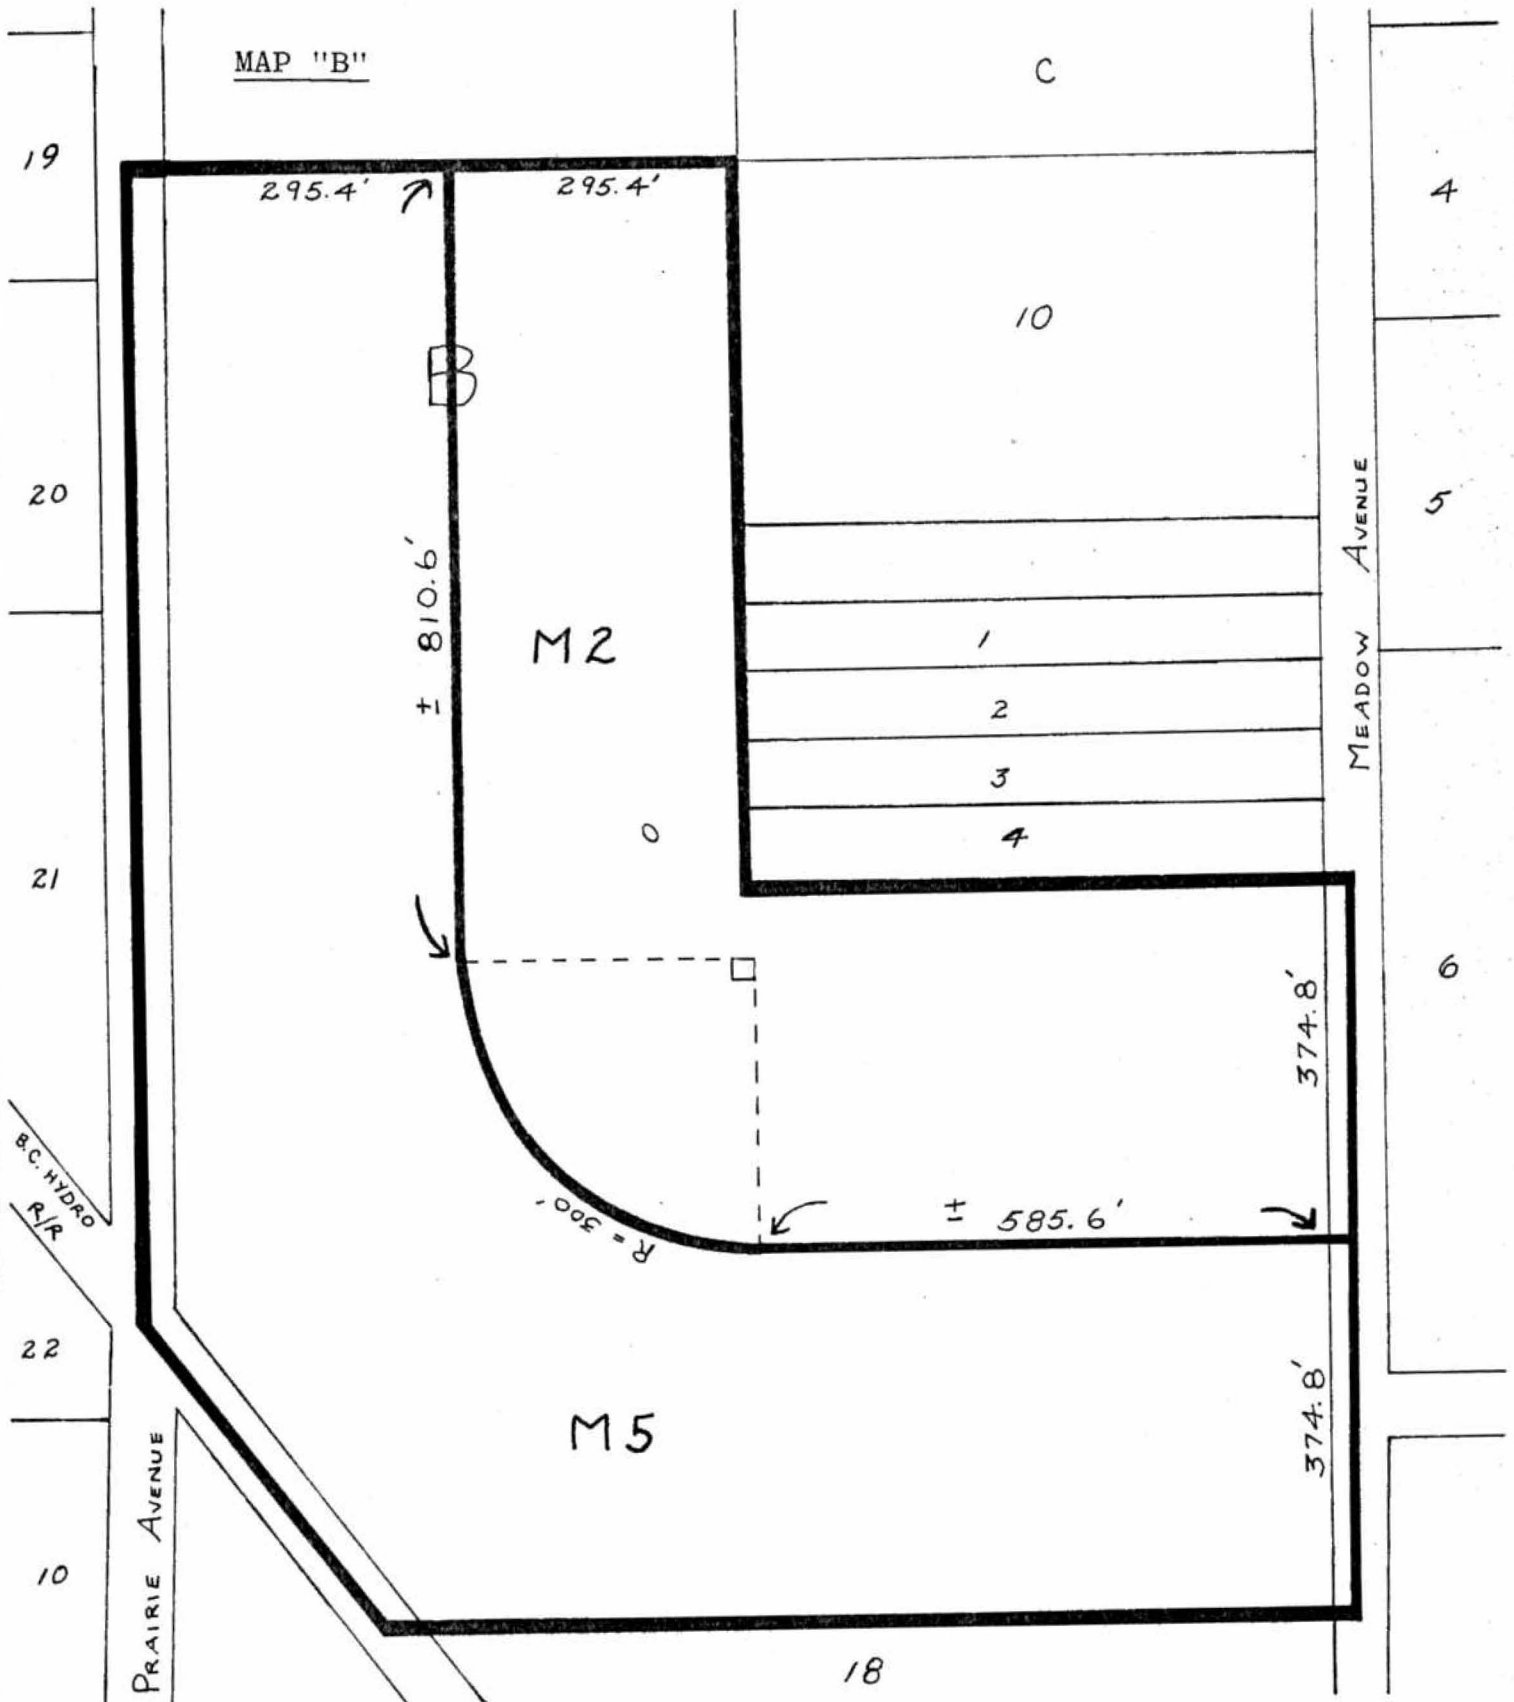 MAP "B"
C
19
295.4'
295.4'
4
10
B
20
5
MEADOW AVENUE
± 810.6'
M2
1
2
3
4
21
6
374.8'
B.C. HYDRO
R/R
R = 300'
± 585.6'
22
374.8'
M5
PRAIRIE AVENUE
10
18